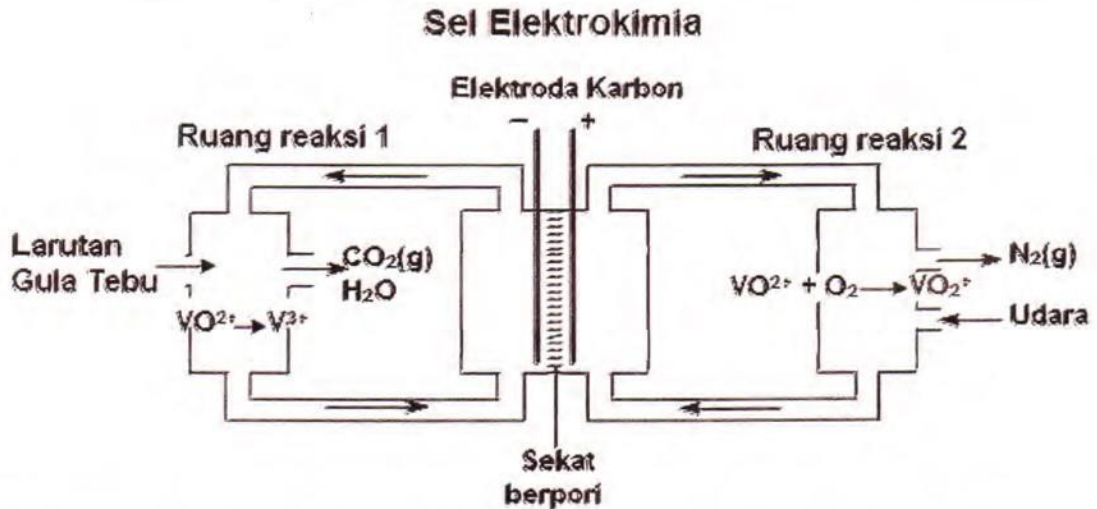 Sel Elektrokimia
Elektroda Karbon
− +
Ruang reaksi 1
Ruang reaksi 2
Larutan
Gula Tebu
CO₂(g)
H₂O
VO²⁺ → V³⁺
VO²⁺ + O₂ → VO₂⁺
N₂(g)
Udara
Sekat
berpori